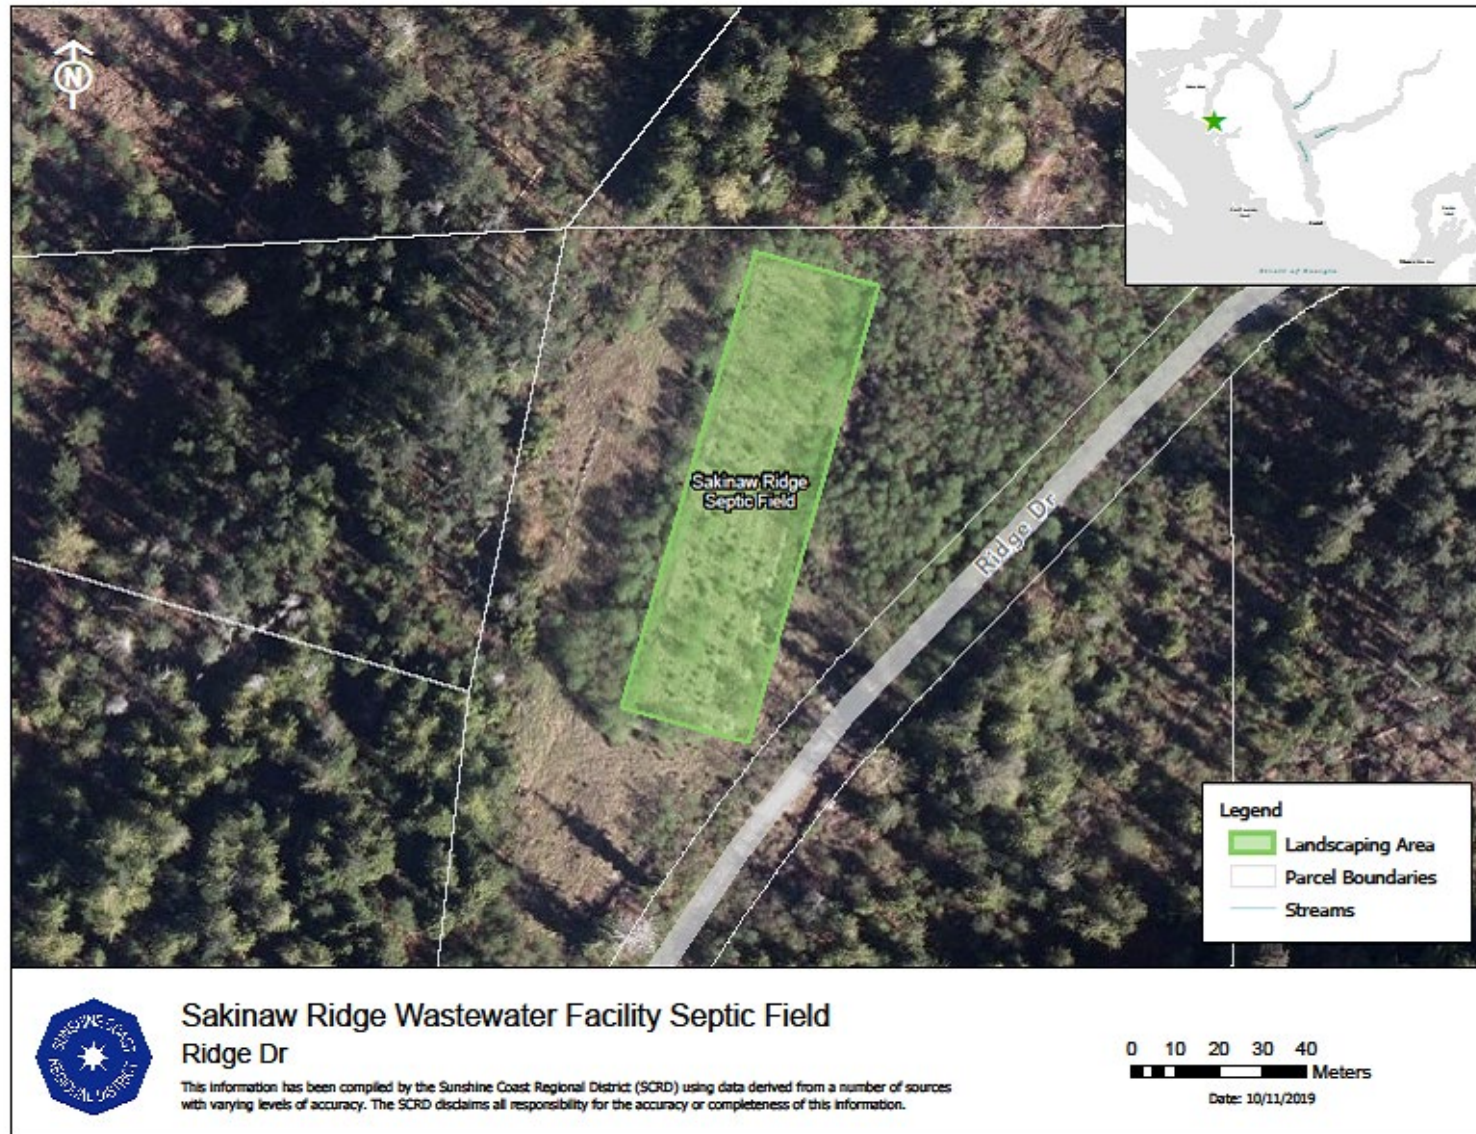 N
Strait of Georgia
Sakinaw Ridge
Septic Field
Ridge Dr
Legend
Landscaping Area
Parcel Boundaries
Streams
SUNSHINE COAST
REGIONAL DISTRICT
Sakinaw Ridge Wastewater Facility Septic Field
Ridge Dr
This information has been compiled by the Sunshine Coast Regional District (SCRD) using data derived from a number of sources
with varying levels of accuracy. The SCRD disclaims all responsibility for the accuracy or completeness of this information.
0 10 20 30 40
Meters
Date: 10/11/2019